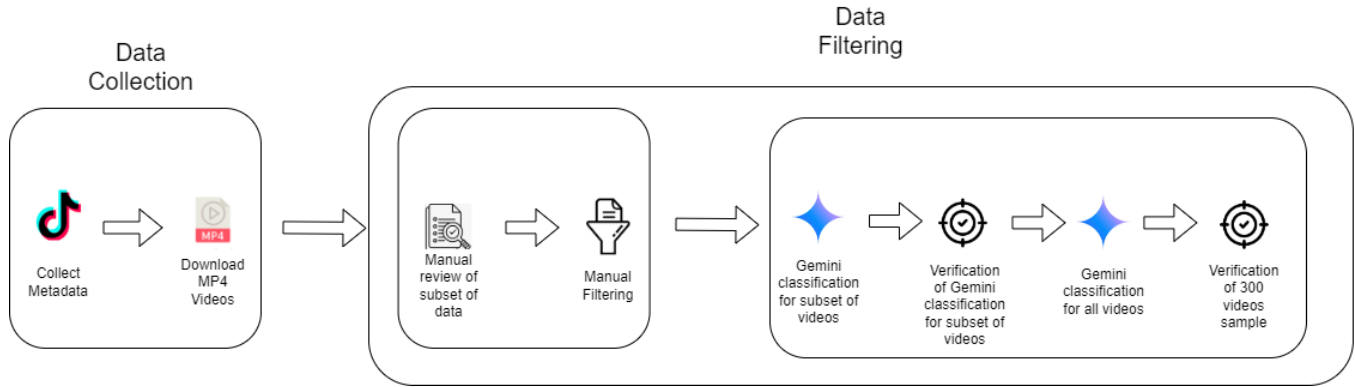 Data
Collection
Data
Filtering
Collect
Metadata
MP4
Download
MP4
Videos
Manual
review of
subset of
data
Manual
Filtering
Gemini
classification
for subset of
videos
Verification
of Gemini
classification
for subset of
videos
Gemini
classification
for all videos
Verification
of 300
videos
sample